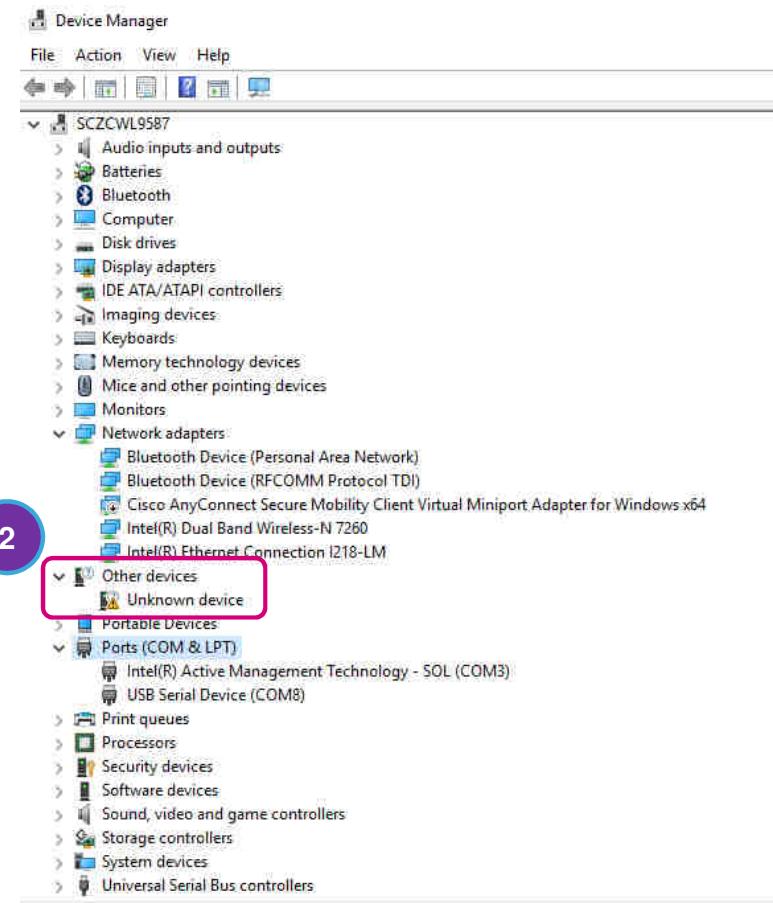 Device Manager
File Action View Help
SCZCWL9587
Audio inputs and outputs
Batteries
Bluetooth
Computer
Disk drives
Display adapters
IDE ATA/ATAPI controllers
Imaging devices
Keyboards
Memory technology devices
Mice and other pointing devices
Monitors
Network adapters
Bluetooth Device (Personal Area Network)
Bluetooth Device (RFCOMM Protocol TDI)
Cisco AnyConnect Secure Mobility Client Virtual Miniport Adapter for Windows x64
Intel(R) Dual Band Wireless-N 7260
2
Intel(R) Ethernet Connection I218-LM
Other devices
Unknown device
Portable Devices
Ports (COM & LPT)
Intel(R) Active Management Technology - SOL (COM3)
USB Serial Device (COM8)
Print queues
Processors
Security devices
Software devices
Sound, video and game controllers
Storage controllers
System devices
Universal Serial Bus controllers